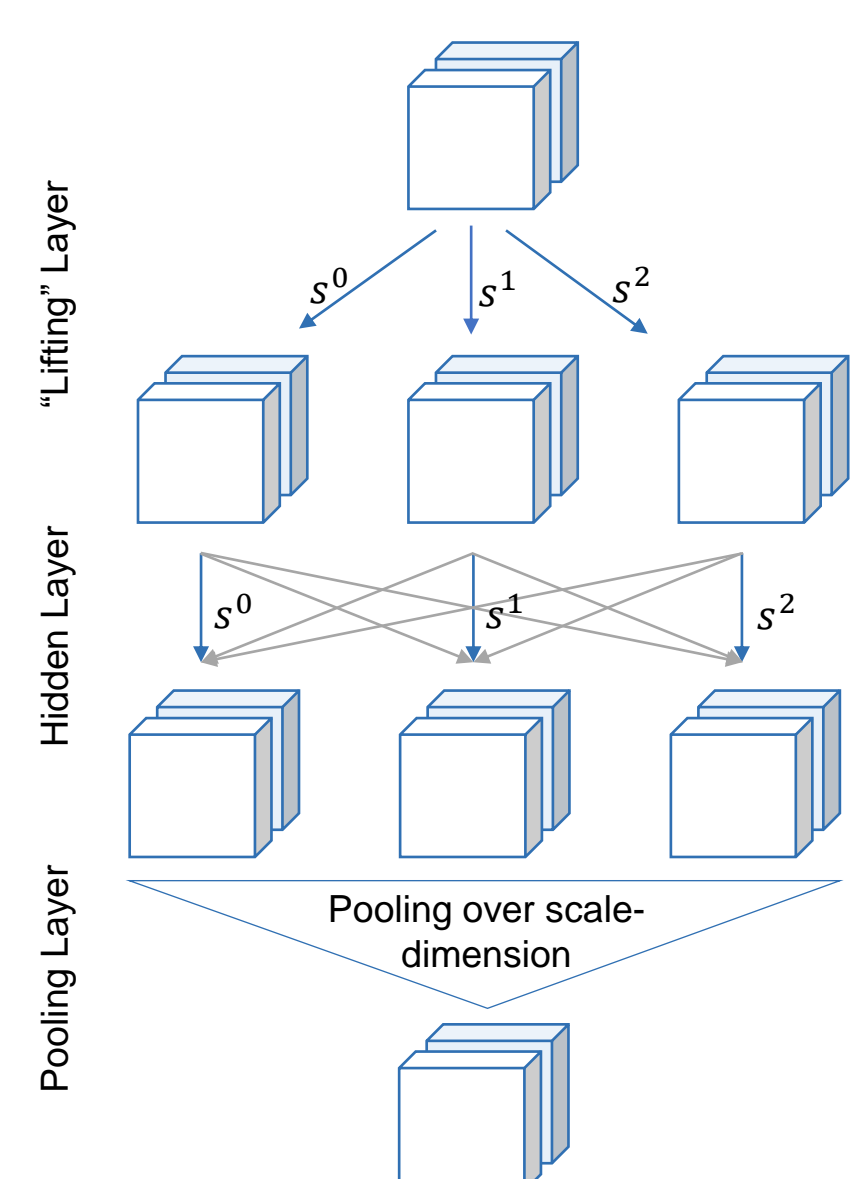 “Lifting” Layer
s^0
s^1
s^2
Hidden Layer
s^0
s^1
s^2
Pooling Layer
Pooling over scale-
dimension